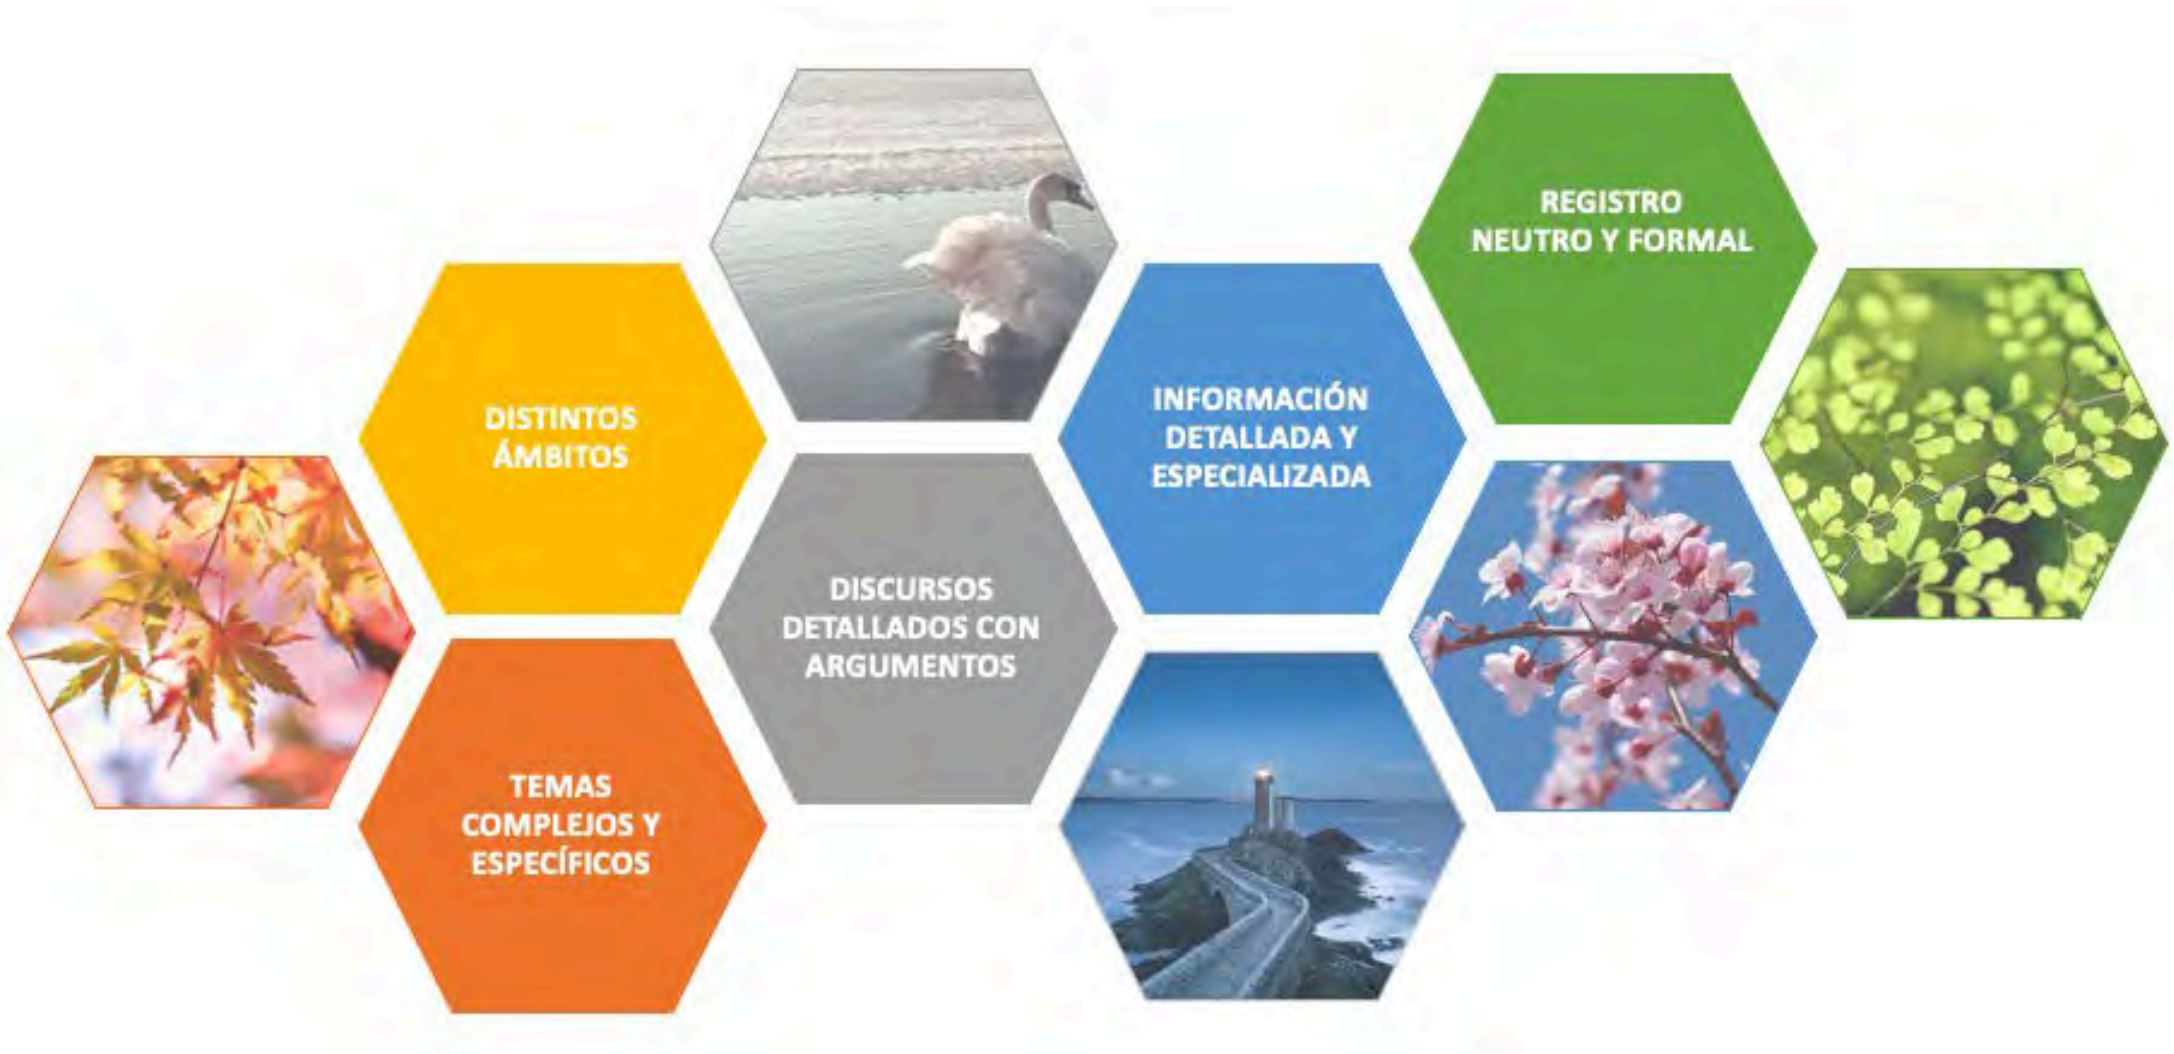 DISTINTOS
ÁMBITOS
TEMAS
COMPLEJOS Y
ESPECÍFICOS
DISCURSOS
DETALLADOS CON
ARGUMENTOS
INFORMACIÓN
DETALLADA Y
ESPECIALIZADA
REGISTRO
NEUTRO Y FORMAL